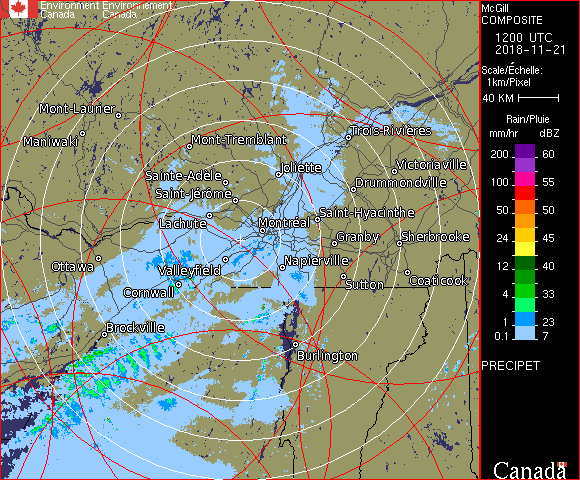 Environment Environnement
Canada Canada
McGill
COMPOSITE
1200 UTC
2018-11-21
Scale/Échelle:
1km/Pixel
40 KM
Rain/Pluie
mm/hr dBZ
200 60
100 55
50 50
24 45
12 40
4 33
1 23
0.1 7
PRECIPET
Canada
Mont-Laurier
Maniwaki
Mont-Tremblant
Trois-Rivières
Sainte-Adèle
Joliette
Victoriaville
Saint-Jérôme
Drummondville
Lachute
Montréal
Saint-Hyacinthe
Granby
Sherbrooke
Ottawa
Valleyfield
Napierville
Cornwall
Sutton
Coaticook
Brockville
Burlington